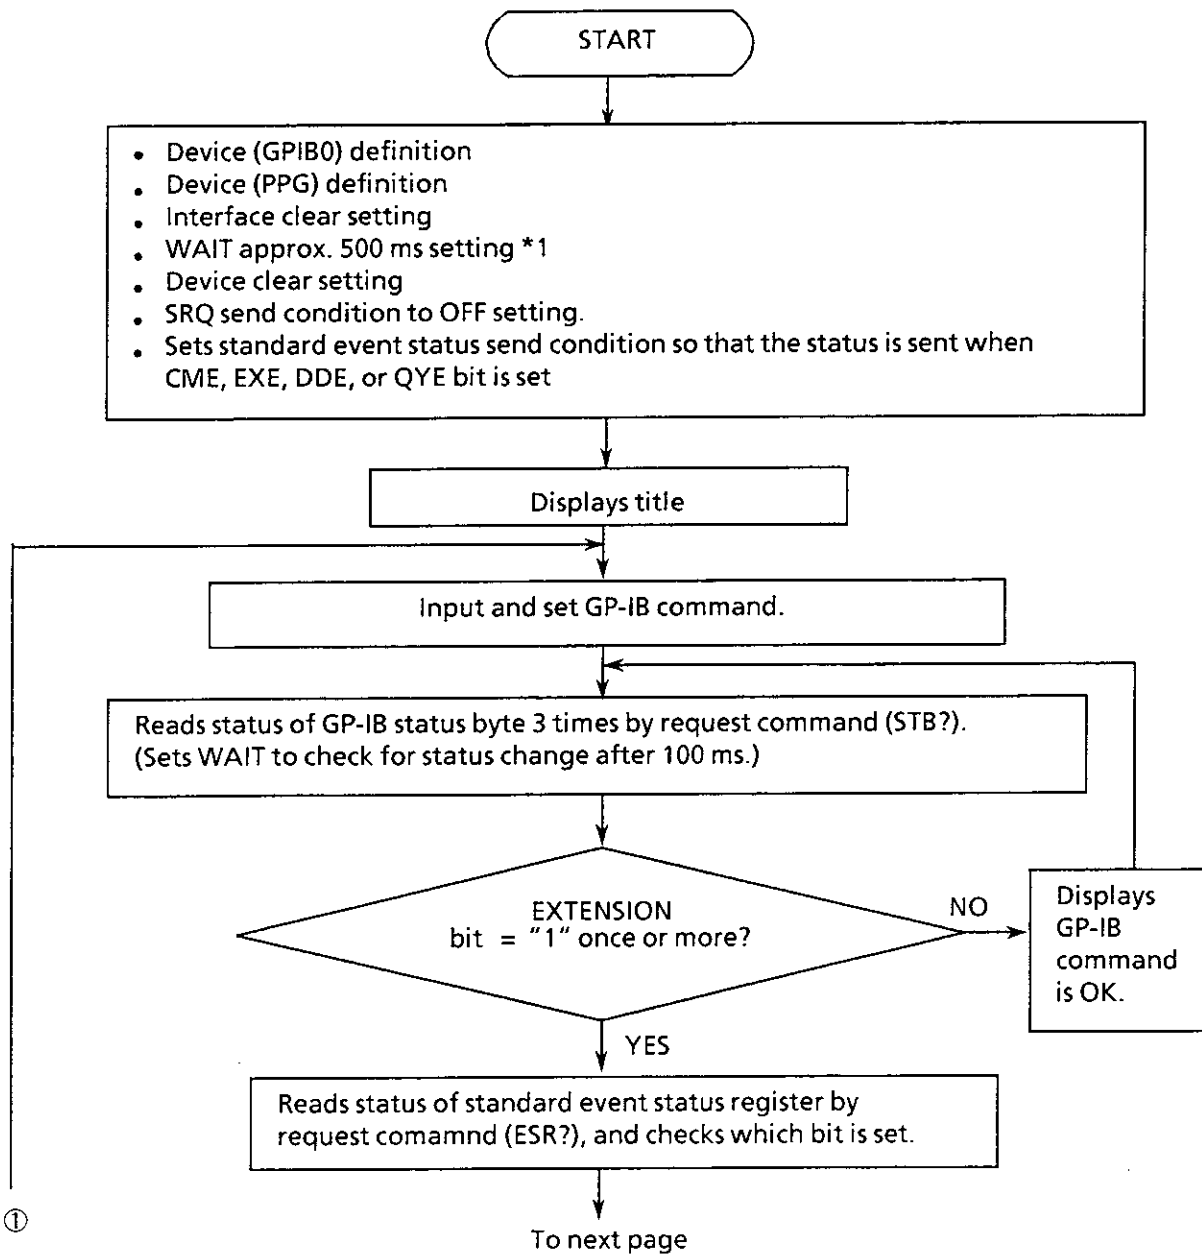 START
• Device (GPIB0) definition
• Device (PPG) definition
• Interface clear setting
• WAIT approx. 500 ms setting *1
• Device clear setting
• SRQ send condition to OFF setting.
• Sets standard event status send condition so that the status is sent when
CME, EXE, DDE, or QYE bit is set
Displays title
Input and set GP-IB command.
Reads status of GP-IB status byte 3 times by request command (STB?).
(Sets WAIT to check for status change after 100 ms.)
EXTENSION
bit = "1" once or more?
NO
Displays
GP-IB
command
is OK.
YES
Reads status of standard event status register by
request comamnd (ESR?), and checks which bit is set.
①
To next page